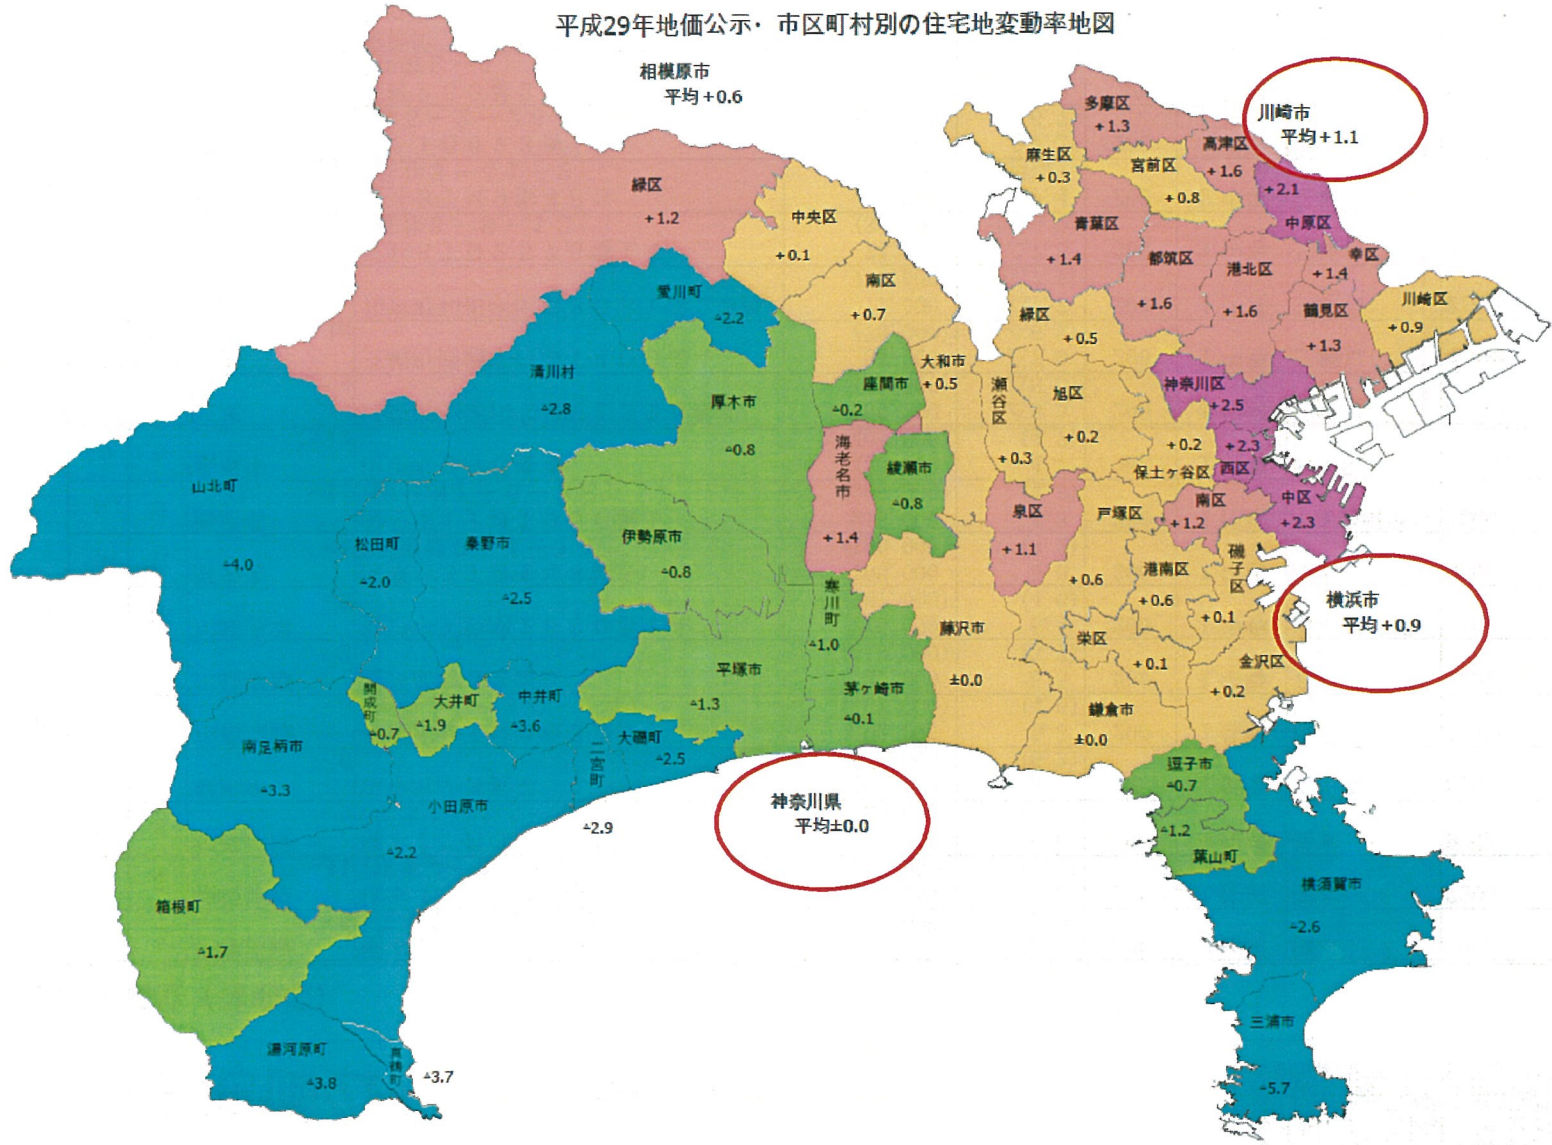 平成29年地価公示・市区町村別の住宅地変動率地図
相模原市
平均+0.6
川崎市
平均+1.1
多摩区
+1.3
高津区
+1.6
麻生区
+0.3
宮前区
+0.8
+2.1
中原区
緑区
+1.2
中央区
+0.1
南区
+0.7
青葉区
+1.4
都筑区
+1.6
港北区
+1.6
幸区
+1.4
鶴見区
+1.3
川崎区
+0.9
愛川町
△2.2
緑区
+0.5
清川村
△2.8
厚木市
△0.8
座間市
△0.2
大和市
+0.5
瀬谷区
+0.3
旭区
+0.2
神奈川区
+2.5
+0.2
保土ヶ谷区
+2.3
西区
海老名市
+1.4
綾瀬市
△0.8
中区
+2.3
南区
+1.2
泉区
+1.1
戸塚区
+0.6
港南区
+0.6
磯子区
+0.1
山北町
△4.0
松田町
△2.0
秦野市
△2.5
伊勢原市
△0.8
寒川町
△1.0
藤沢市
±0.0
栄区
+0.1
金沢区
+0.2
横浜市
平均+0.9
平塚市
△1.3
茅ヶ崎市
△0.1
鎌倉市
±0.0
開成町
△0.7
大井町
△1.9
中井町
△3.6
南足柄市
△3.3
小田原市
△2.2
二宮町
△2.9
大磯町
△2.5
神奈川県
平均±0.0
逗子市
△0.7
△1.2
葉山町
横須賀市
△2.6
箱根町
△1.7
三浦市
△5.7
湯河原町
△3.8
真鶴町
△3.7